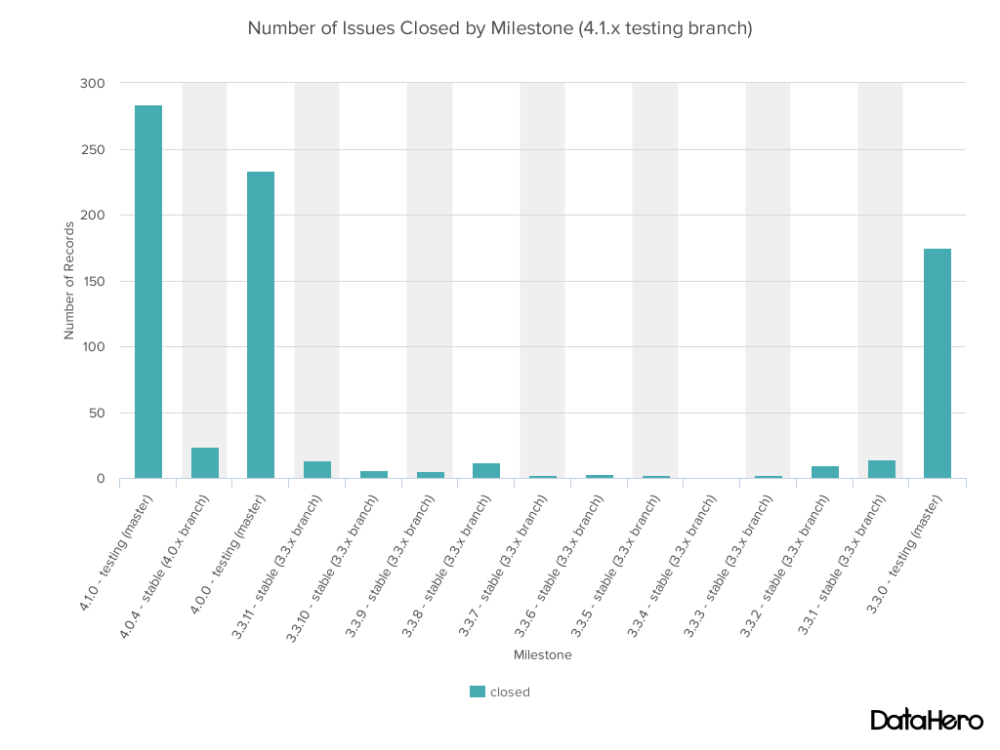 Number of Issues Closed by Milestone (4.1.x testing branch)
Number of Records
300
250
200
150
100
50
0
4.1.0 - testing (master)
4.0.4 - stable (4.0.x branch)
4.0.0 - testing (master)
3.3.11 - stable (3.3.x branch)
3.3.10 - stable (3.3.x branch)
3.3.9 - stable (3.3.x branch)
3.3.8 - stable (3.3.x branch)
3.3.7 - stable (3.3.x branch)
3.3.6 - stable (3.3.x branch)
3.3.5 - stable (3.3.x branch)
3.3.4 - stable (3.3.x branch)
3.3.3 - stable (3.3.x branch)
3.3.2 - stable (3.3.x branch)
3.3.1 - stable (3.3.x branch)
3.3.0 - testing (master)
Milestone
closed
DataHero